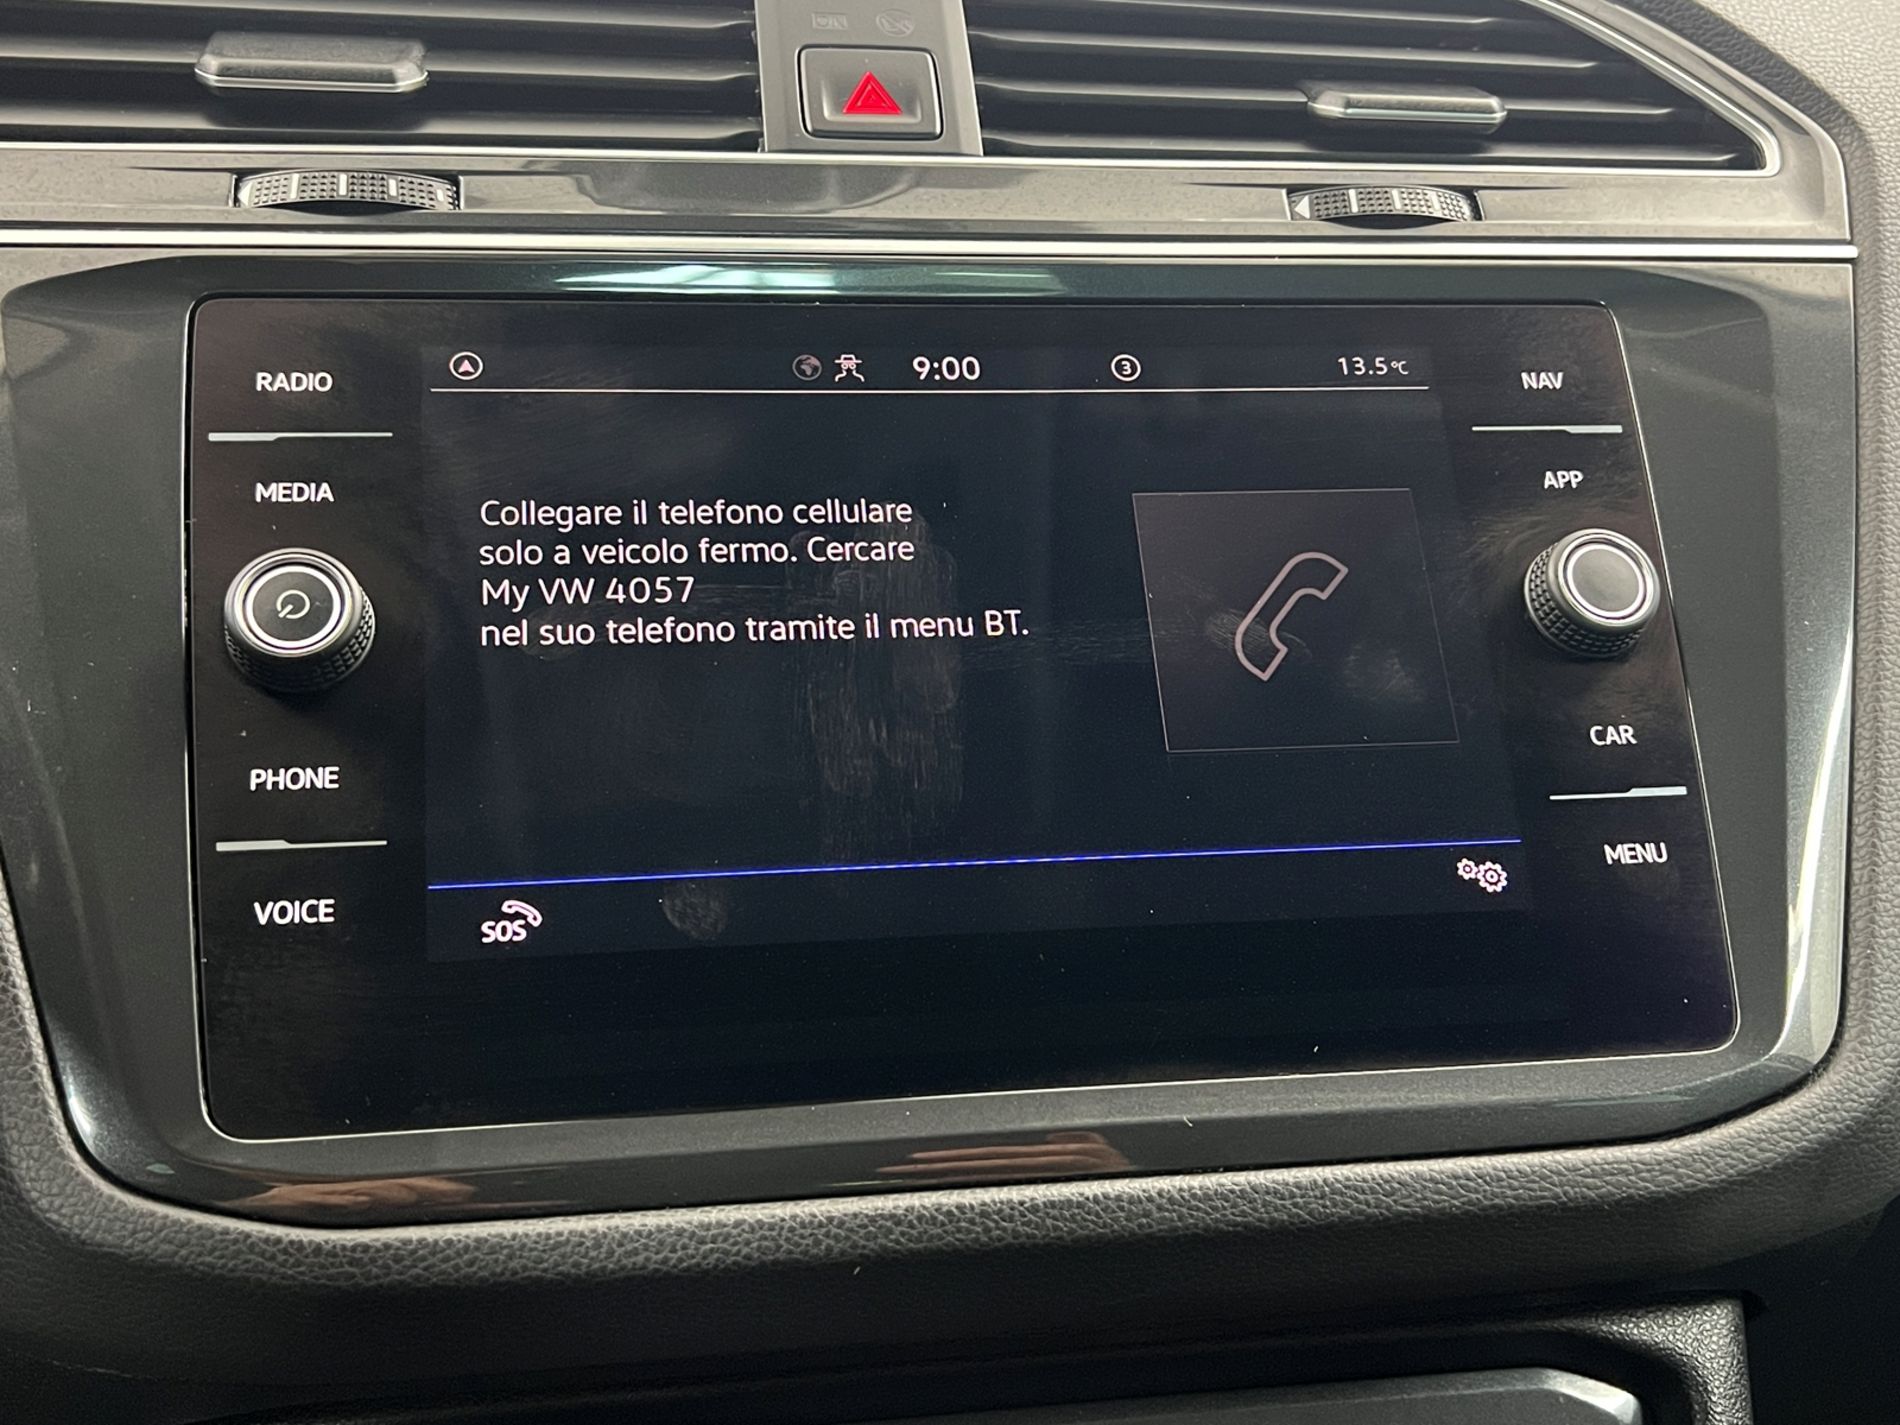 RADIO
MEDIA
PHONE
VOICE
9:00
3
13.5°C
Collegare il telefono cellulare
solo a veicolo fermo. Cercare
My VW 4057
nel suo telefono tramite il menu BT.
SOS
NAV
APP
CAR
MENU